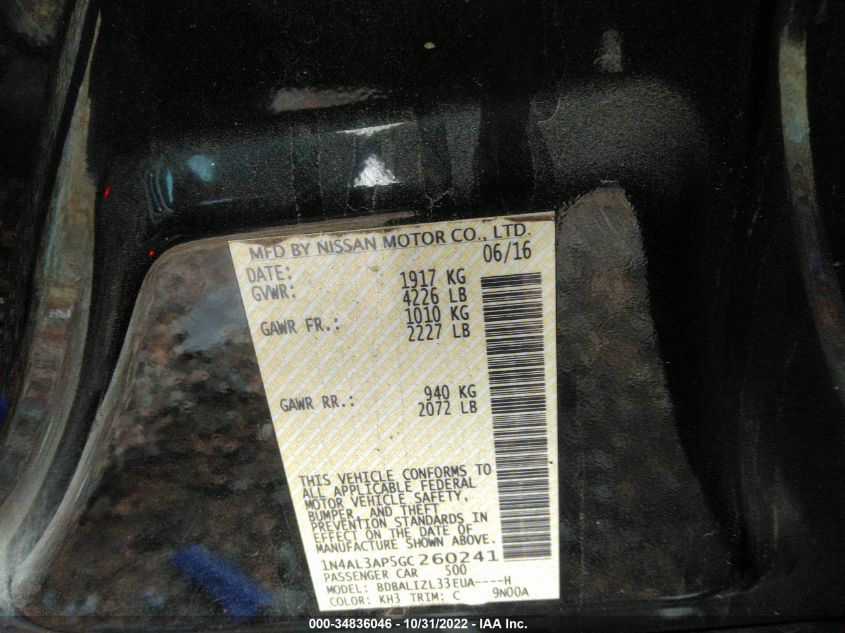 MFD BY NISSAN MOTOR CO., LTD.
DATE: 06/16
GVWR: 1917 KG
4226 LB
GAWR FR.: 1010 KG
2227 LB
GAWR RR.: 940 KG
2072 LB
THIS VEHICLE CONFORMS TO
ALL APPLICABLE FEDERAL
MOTOR VEHICLE SAFETY,
BUMPER, AND THEFT
PREVENTION STANDARDS IN
EFFECT ON THE DATE OF
MANUFACTURE SHOWN ABOVE.
1N4AL3AP5GC260241
PASSENGER CAR 500
MODEL: BDBALIZL33EUA----H
COLOR: KH3 TRIM: C 9N00A
000-34836046 - 10/31/2022 - IAA Inc.